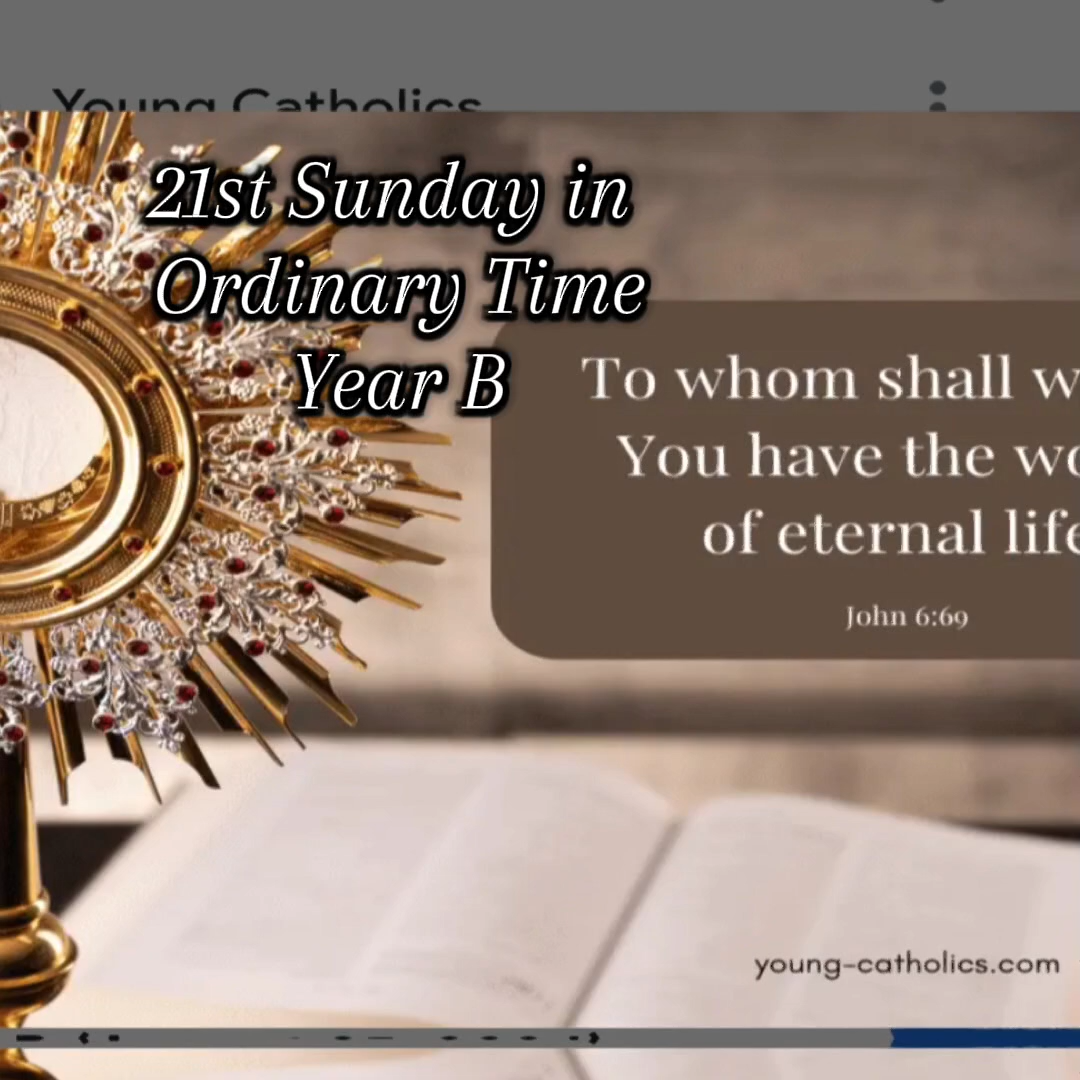 Young Catholics
21st Sunday in
Ordinary Time
Year B
To whom shall w
You have the wo
of eternal life
John 6:69
young-catholics.com